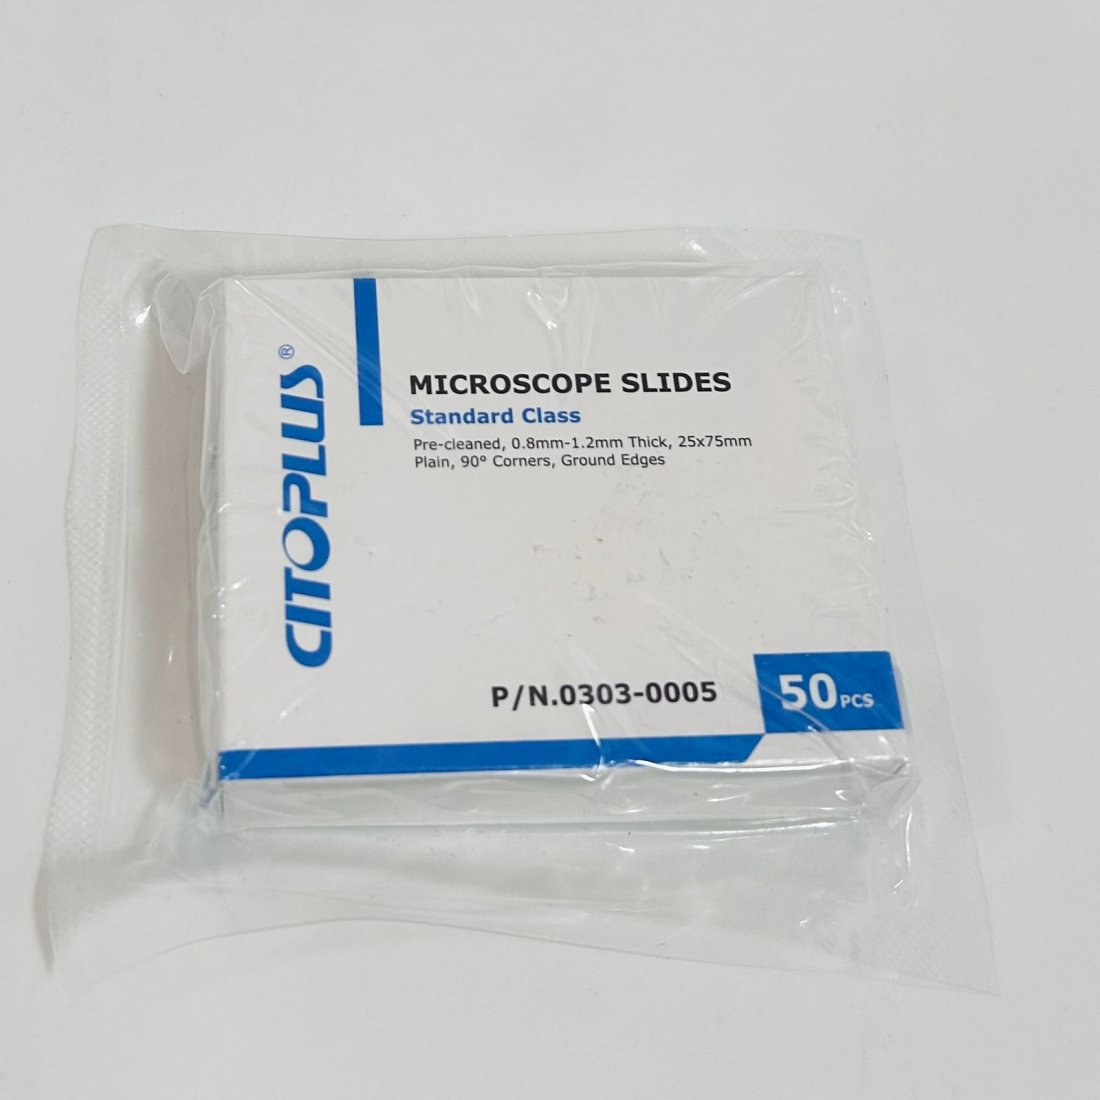 CITOPLUS®
MICROSCOPE SLIDES
Standard Class
Pre-cleaned, 0.8mm-1.2mm Thick, 25x75mm
Plain, 90° Corners, Ground Edges
P/N.0303-0005
50PCS